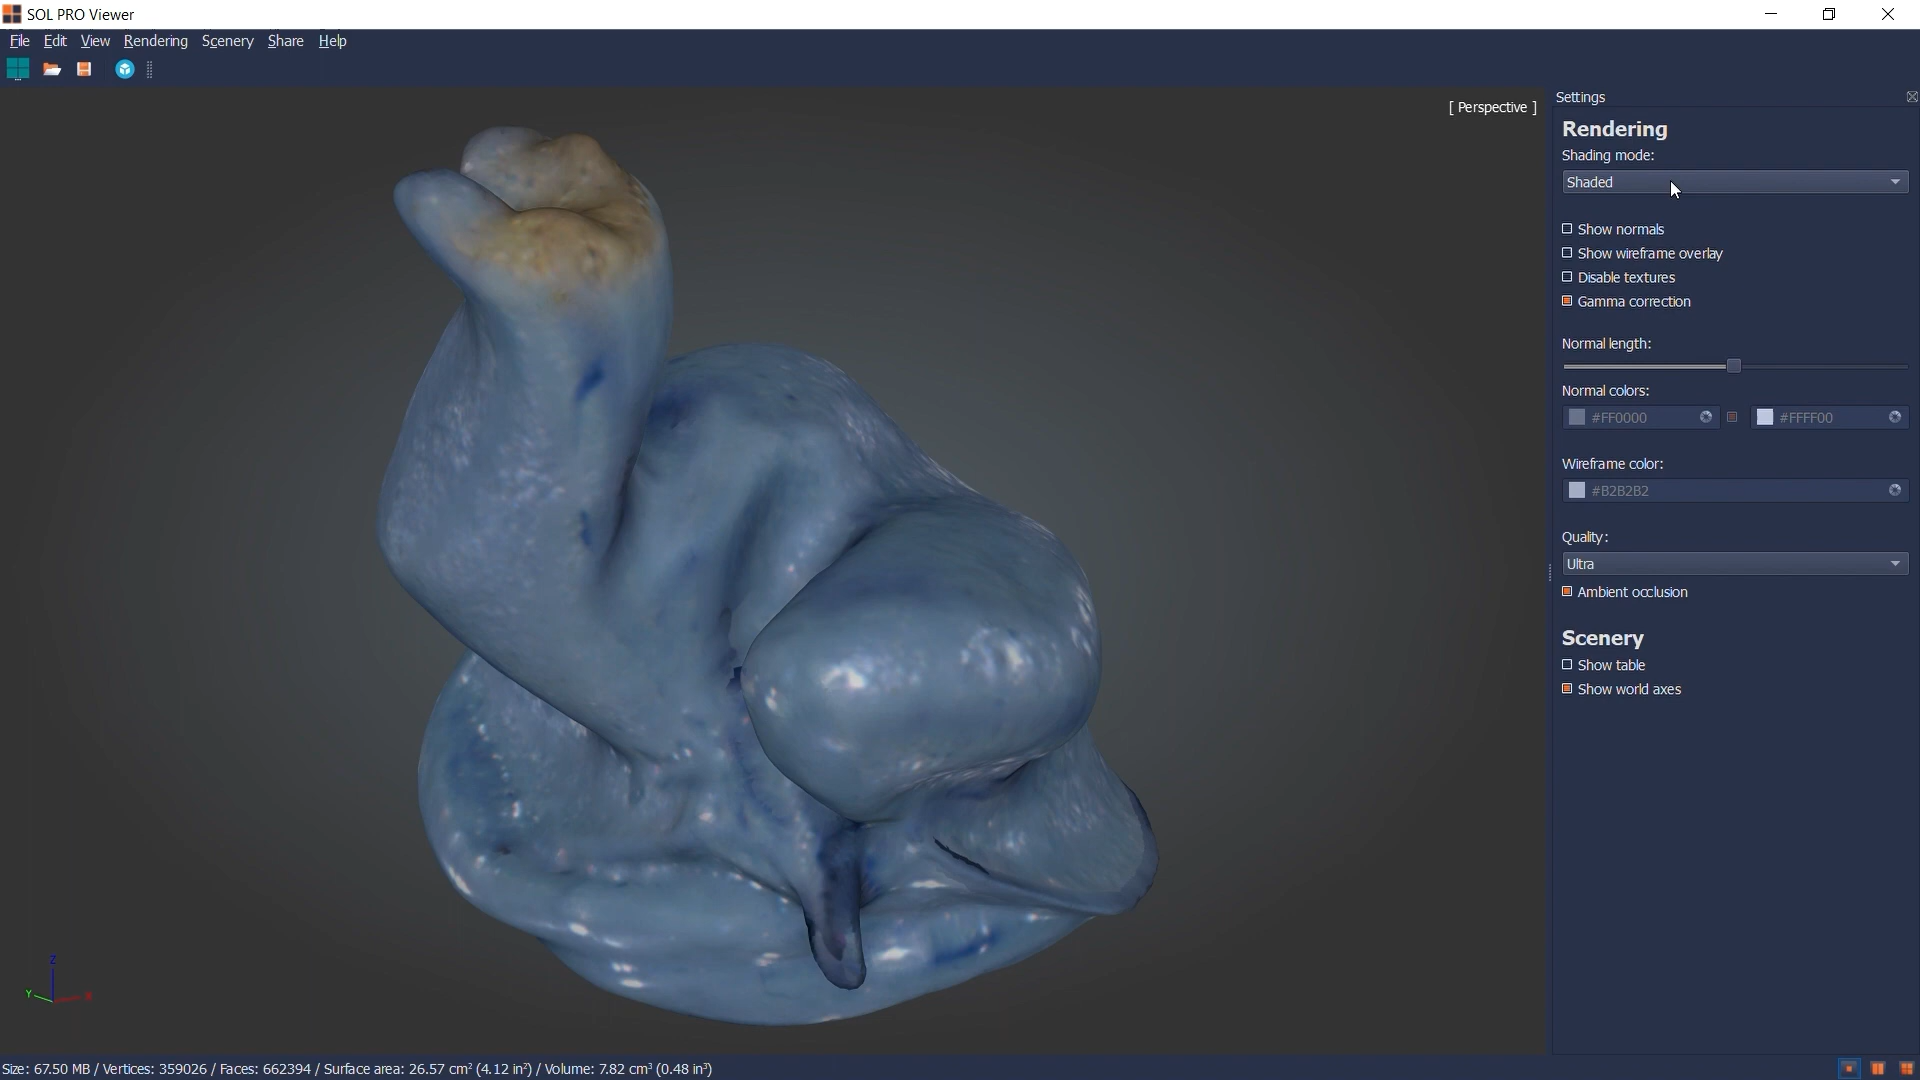 SOL PRO Viewer
File Edit View Rendering Scenery Share Help
[ Perspective ]
Settings
Rendering
Shading mode:
Shaded
Show normals
Show wireframe overlay
Disable textures
Gamma correction
Normal length:
Normal colors:
#FF0000 #FFFF00
Wireframe color:
#B2B2B2
Quality:
Ultra
Ambient occlusion
Scenery
Show table
Show world axes
Z
Y X
Size: 67.50 MB / Vertices: 359026 / Faces: 662394 / Surface area: 26.57 cm² (4.12 in²) / Volume: 7.82 cm³ (0.48 in³)